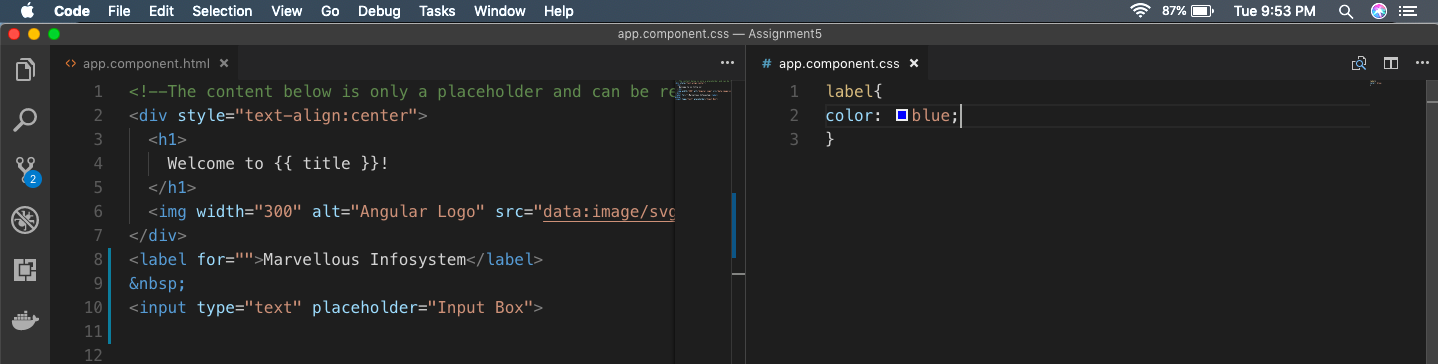 Code File Edit Selection View Go Debug Tasks Window Help 87% Tue 9:53 PM
app.component.css — Assignment5
app.component.html
1 <!--The content below is only a placeholder and can be re
2 <div style="text-align:center">
3 <h1>
4 Welcome to {{ title }}!
5 </h1>
6 <img width="300" alt="Angular Logo" src="data:image/svg
7 </div>
8 <label for="">Marvellous Infosystem</label>
9 &nbsp;
10 <input type="text" placeholder="Input Box">
11
12
2
# app.component.css
1 label{
2 color: blue;
3 }